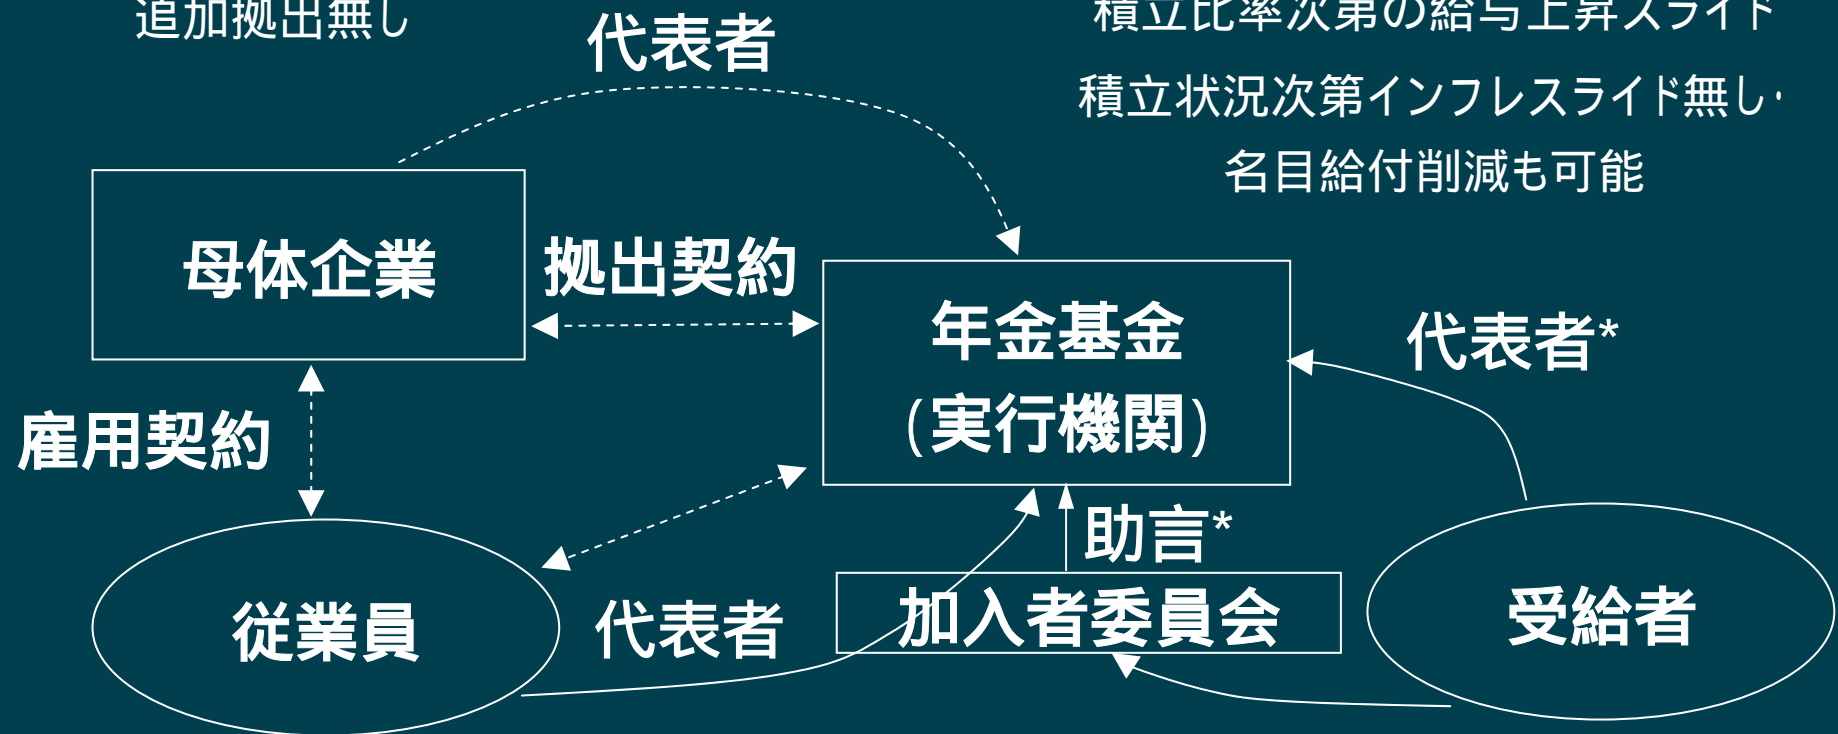 追加拠出無し
積立比率次第の給与上昇スライド
代表者
積立状況次第インフレスライド無し・
名目給付削減も可能
母体企業
拠出契約
年金基金
(実行機関)
代表者*
雇用契約
助言*
加入者委員会
従業員
代表者
受給者